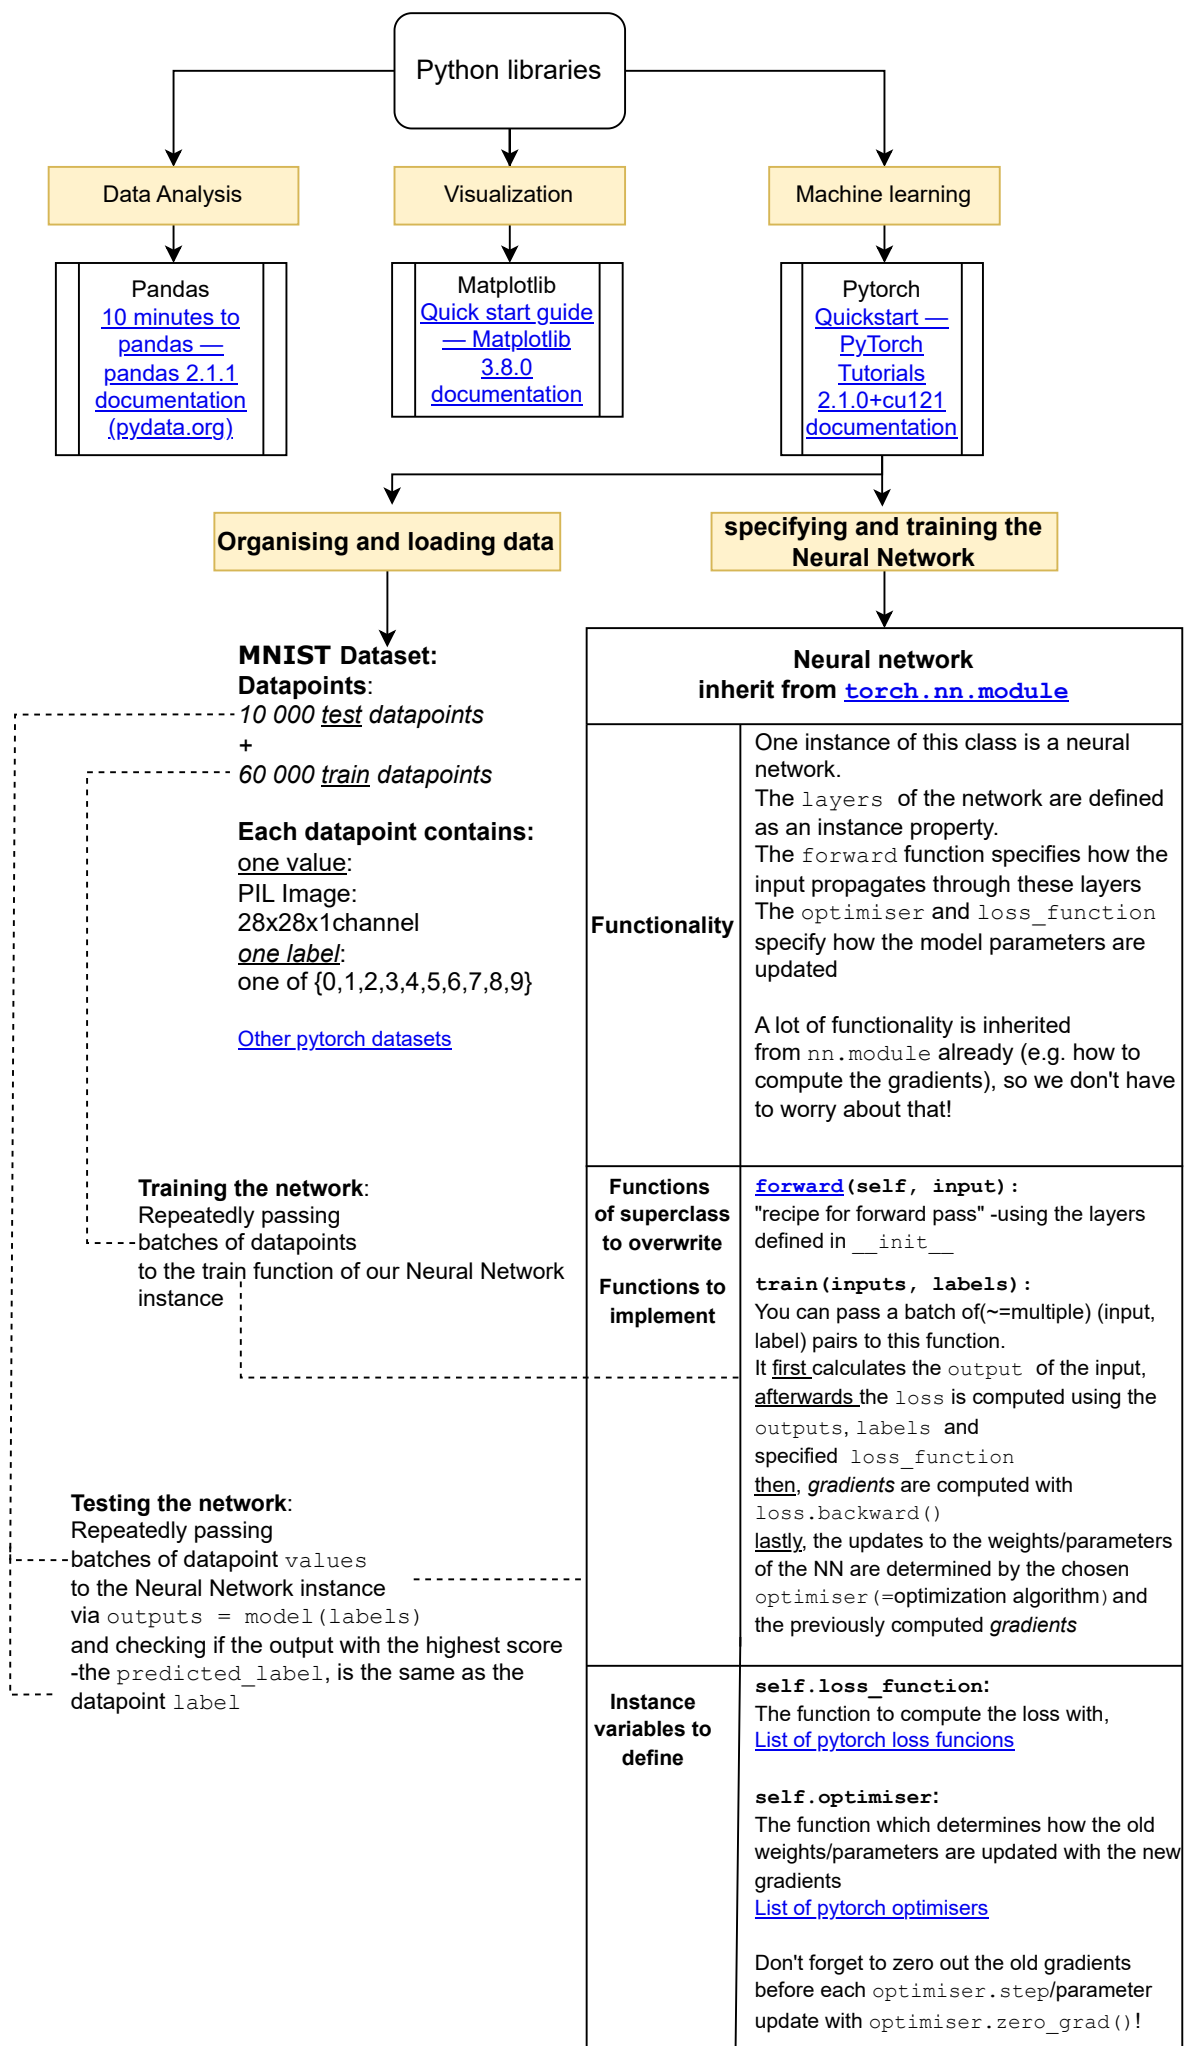 Python libraries
Data Analysis
Visualization
Machine learning
Pandas
10 minutes to
pandas —
pandas 2.1.1
documentation
(pydata.org)
Matplotlib
Quick start guide
— Matplotlib
3.8.0
documentation
Pytorch
Quickstart —
PyTorch
Tutorials
2.1.0+cu121
documentation
Organising and loading data
specifying and training the
Neural Network
MNIST Dataset:
Datapoints:
10 000 test datapoints
+
60 000 train datapoints
Each datapoint contains:
one value:
PIL Image:
28x28x1channel
one label:
one of {0,1,2,3,4,5,6,7,8,9}
Other pytorch datasets
Training the network:
Repeatedly passing
batches of datapoints
to the train function of our Neural Network
instance
Testing the network:
Repeatedly passing
batches of datapoint values
to the Neural Network instance
via outputs = model(labels)
and checking if the output with the highest score
-the predicted_label, is the same as the
datapoint label
Neural network
inherit from torch.nn.module
Functionality
One instance of this class is a neural
network.
The layers of the network are defined
as an instance property.
The forward function specifies how the
input propagates through these layers
The optimiser and loss_function
specify how the model parameters are
updated
A lot of functionality is inherited
from nn.module already (e.g. how to
compute the gradients), so we don't have
to worry about that!
Functions
of superclass
to overwrite
forward(self, input):
"recipe for forward pass" -using the layers
defined in __init__
Functions to
implement
train(inputs, labels):
You can pass a batch of(~=multiple) (input,
label) pairs to this function.
It first calculates the output of the input,
afterwards the loss is computed using the
outputs, labels and
specified loss_function
then, gradients are computed with
loss.backward()
lastly, the updates to the weights/parameters
of the NN are determined by the chosen
optimiser(=optimization algorithm) and
the previously computed gradients
Instance
variables to
define
self.loss_function:
The function to compute the loss with,
List of pytorch loss funcions
self.optimiser:
The function which determines how the old
weights/parameters are updated with the new
gradients
List of pytorch optimisers
Don't forget to zero out the old gradients
before each optimiser.step/parameter
update with optimiser.zero_grad()!